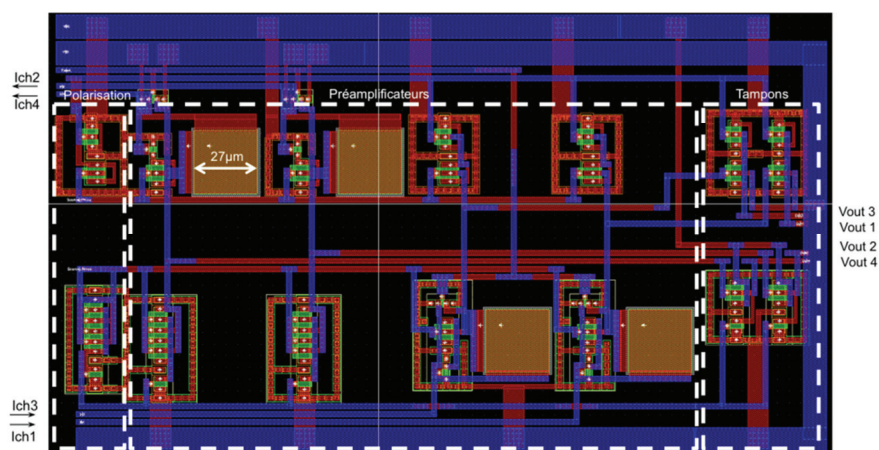 Ich2
Ich4
Polarisation
Préamplificateurs
Tampons
27µm
Vout 3
Vout 1
Vout 2
Vout 4
Ich3
Ich1